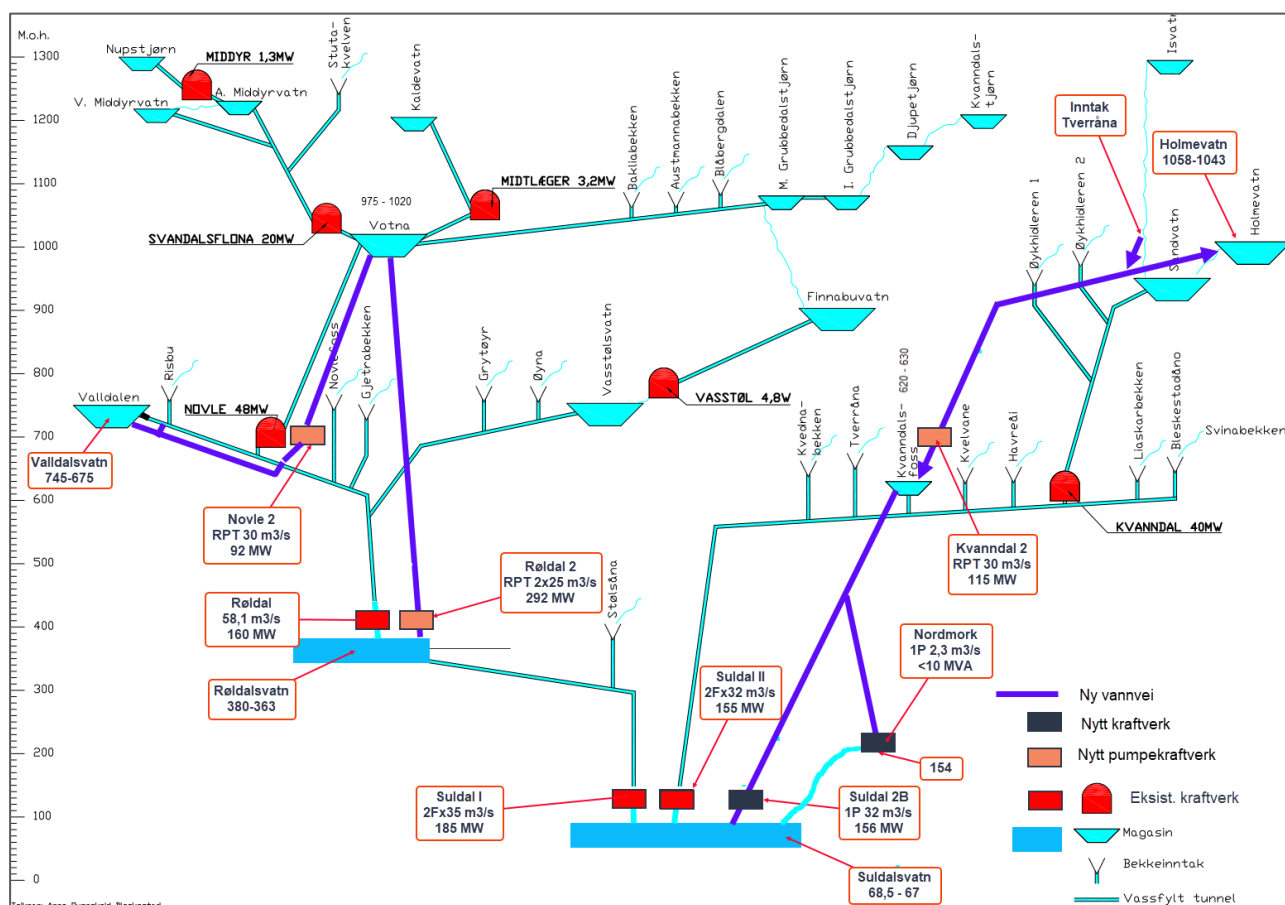 M.o.h.
1300
1200
1100
1000
900
800
700
600
500
400
300
200
100
0
Nupstjørn
MIDDYR 1,3MW
Stuta-
kvelven
V. Middyrvatn
A. Middyrvatn
Kaldevatn
MIDTLÆGER 3,2MW
975 - 1020
Votna
SVANDALSFLONA 20MW
Bakliabekken
Austmannabekken
Blåbergdalen
M. Grubbedalstjørn
I. Grubbedalstjørn
Djupetjørn
Kvanndals-
tjørn
Isvatn
Inntak
Tverråna
Holmevatn
1058-1043
Øykhidleren 1
Øykhidleren 2
Sandvatn
Holmevatn
Finnabuvatn
Valldalen
Risbu
NOVLE 48MW
Novlefoss
Gjetrabekken
Grytøyr
Øyna
Vasstølsvatn
VASSTØL 4,8W
Valldalsvatn
745-675
Novle 2
RPT 30 m3/s
92 MW
Kvedna-
bekken
Tverråna
Kvanndals-
foss
620 - 630
Kvelvane
Havreåi
Liaskarbekken
Bleskestadåno
Svinabekken
KVANNDAL 40MW
Kvanndal 2
RPT 30 m3/s
115 MW
Røldal 2
RPT 2x25 m3/s
292 MW
Røldal
58,1 m3/s
160 MW
Røldalsvatn
380-363
Stølsåna
Suldal II
2Fx32 m3/s
155 MW
Nordmork
1P 2,3 m3/s
<10 MVA
154
Suldal I
2Fx35 m3/s
185 MW
Suldal 2B
1P 32 m3/s
156 MW
Suldalsvatn
68,5 - 67
Ny vannvei
Nytt kraftverk
Nytt pumpekraftverk
Eksist. kraftverk
Magasin
Bekkeinntak
Vassfylt tunnel